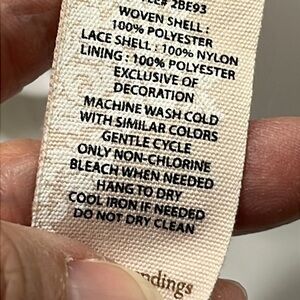 2BE93
WOVEN SHELL :
100% POLYESTER
LACE SHELL : 100% NYLON
LINING : 100% POLYESTER
EXCLUSIVE OF
DECORATION
MACHINE WASH COLD
WITH SIMILAR COLORS
GENTLE CYCLE
ONLY NON-CHLORINE
BLEACH WHEN NEEDED
HANG TO DRY
COOL IRON IF NEEDED
DO NOT DRY CLEAN
ndings